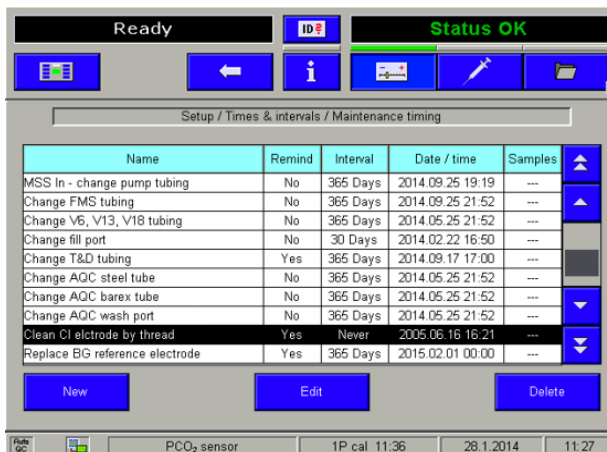 Ready ID? Status OK
i
Setup / Times & intervals / Maintenance timing
Name Remind Interval Date / time Samples
MSS In - change pump tubing No 365 Days 2014.09.25 19:19 ---
Change FMS tubing No 365 Days 2014.09.25 21:52 ---
Change V6, V13, V18 tubing No 365 Days 2014.05.25 21:52 ---
Change fill port No 30 Days 2014.02.22 16:50 ---
Change T&D tubing Yes 365 Days 2014.09.17 17:00 ---
Change AQC steel tube No 365 Days 2014.05.25 21:52 ---
Change AQC barex tube No 365 Days 2014.05.25 21:52 ---
Change AQC wash port No 365 Days 2014.05.25 21:52 ---
Clean Cl elctrode by thread Yes Never 2005.06.16 16:21 ---
Replace BG reference electrode Yes 365 Days 2015.02.01 00:00 ---
New Edit Delete
Auto QC PCO₂ sensor 1P cal 11:36 28.1.2014 11:27